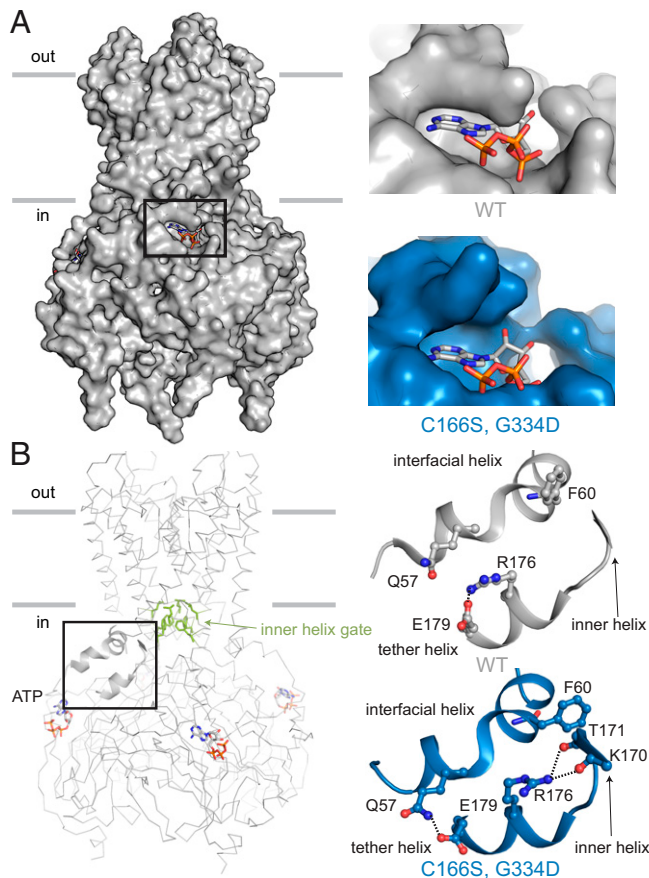 A
out
in
WT
C166S, G334D
B
out
in
inner helix gate
ATP
interfacial helix
F60
Q57
R176
E179
tether helix
inner helix
WT
F60
interfacial helix
T171
K170
Q57
E179
R176
tether helix
inner helix
C166S, G334D